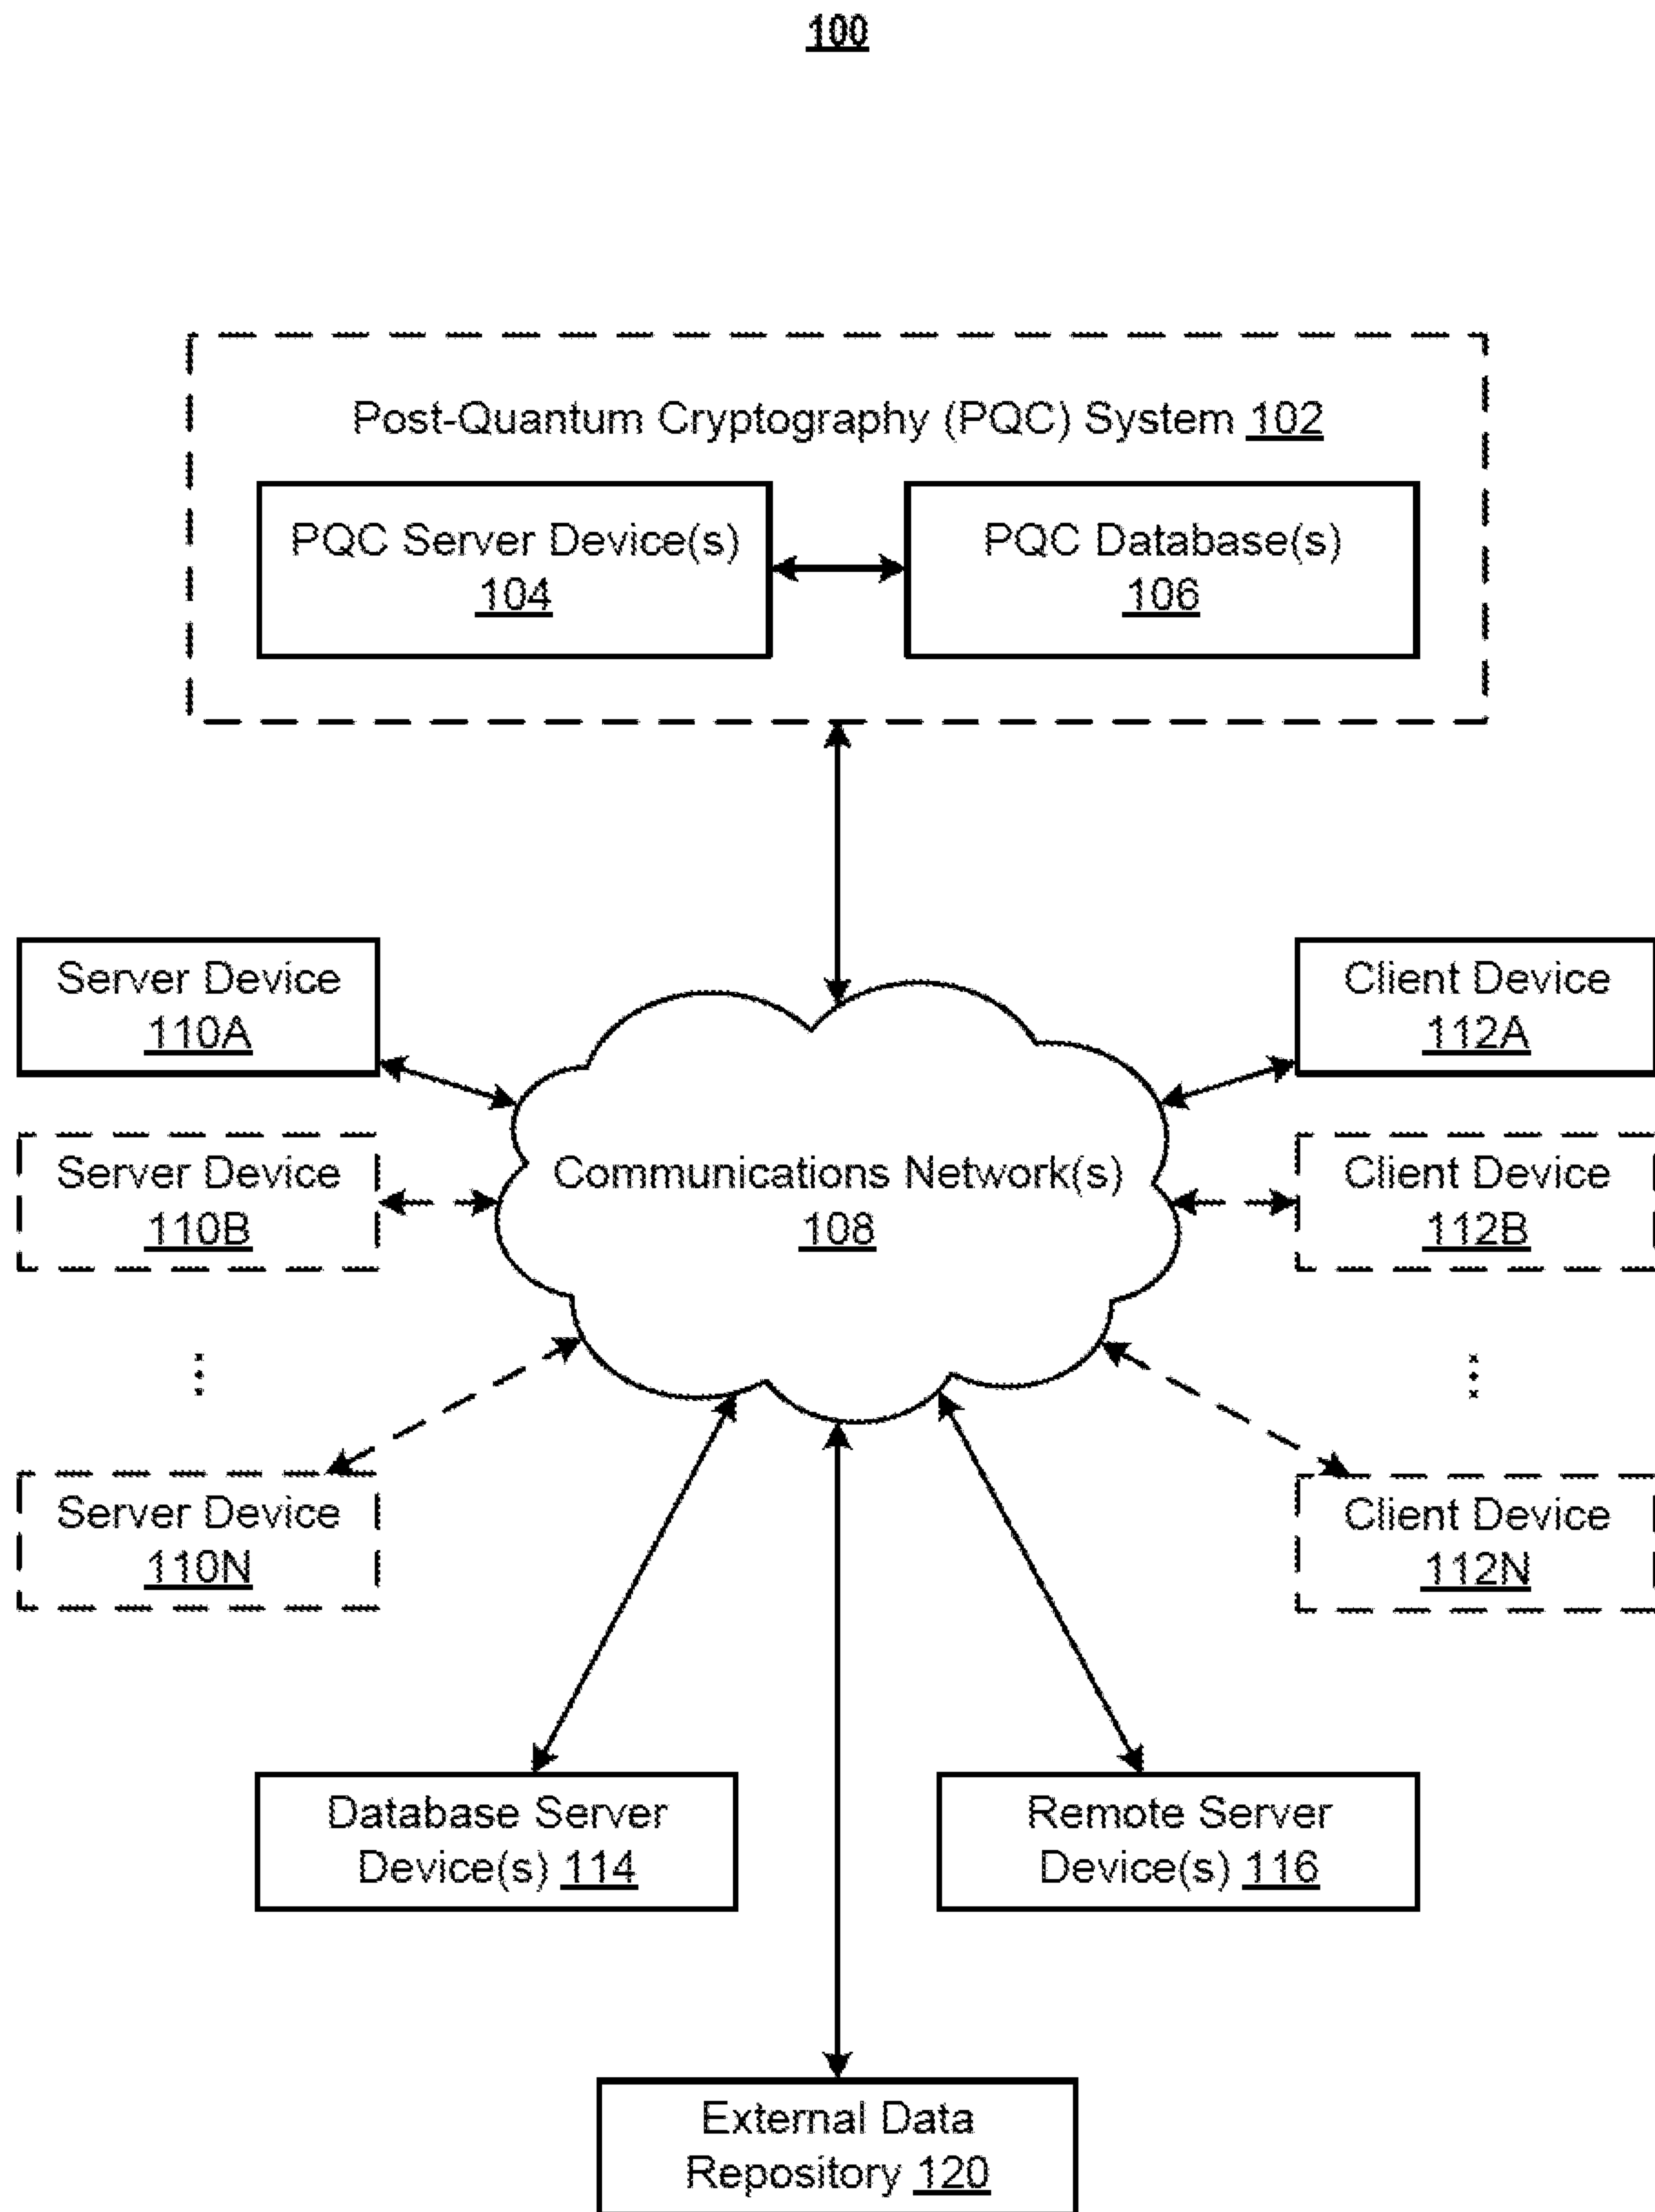 100
Post-Quantum Cryptography (PQC) System 102
PQC Server Device(s)
104
PQC Database(s)
106
Server Device
110A
Client Device
112A
Server Device
110B
Communications Network(s)
108
Client Device
112B
Server Device
110N
Client Device
112N
Database Server
Device(s) 114
Remote Server
Device(s) 116
External Data
Repository 120